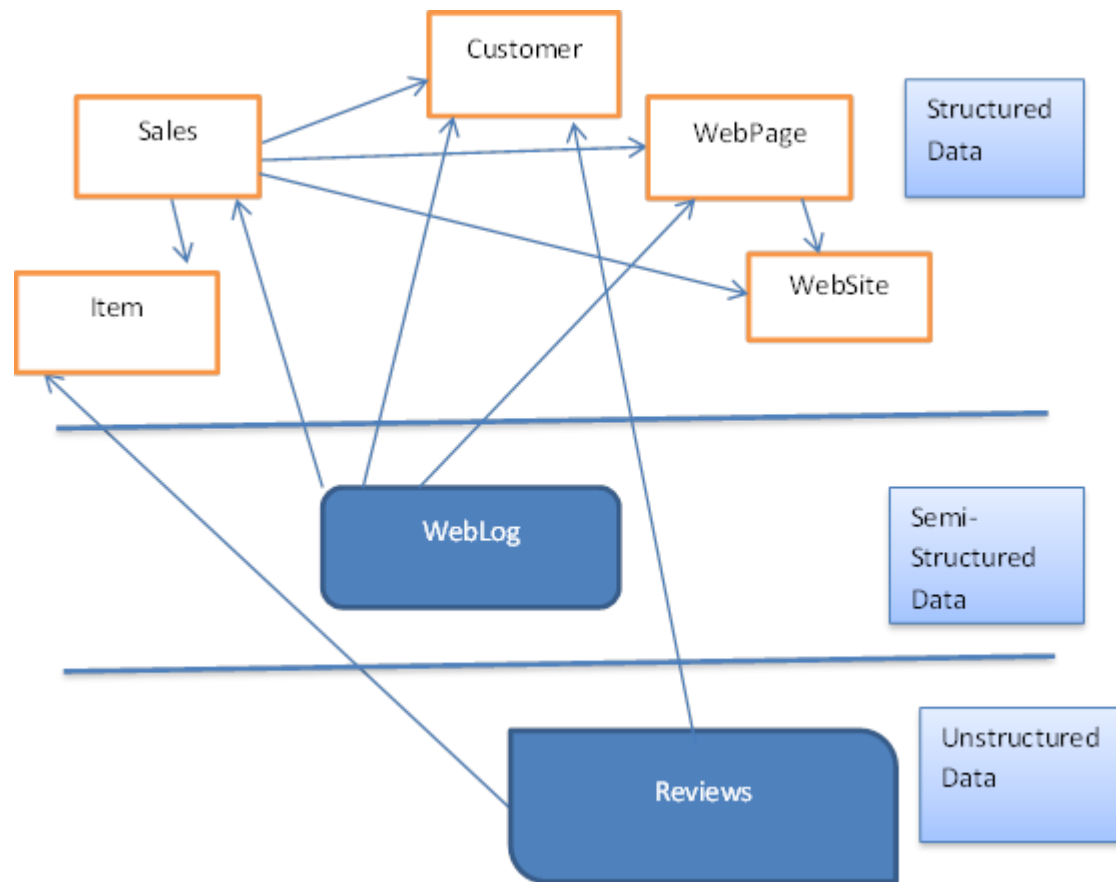 Customer
Sales
WebPage
Structured
Data
Item
WebSite
WebLog
Semi-
Structured
Data
Reviews
Unstructured
Data